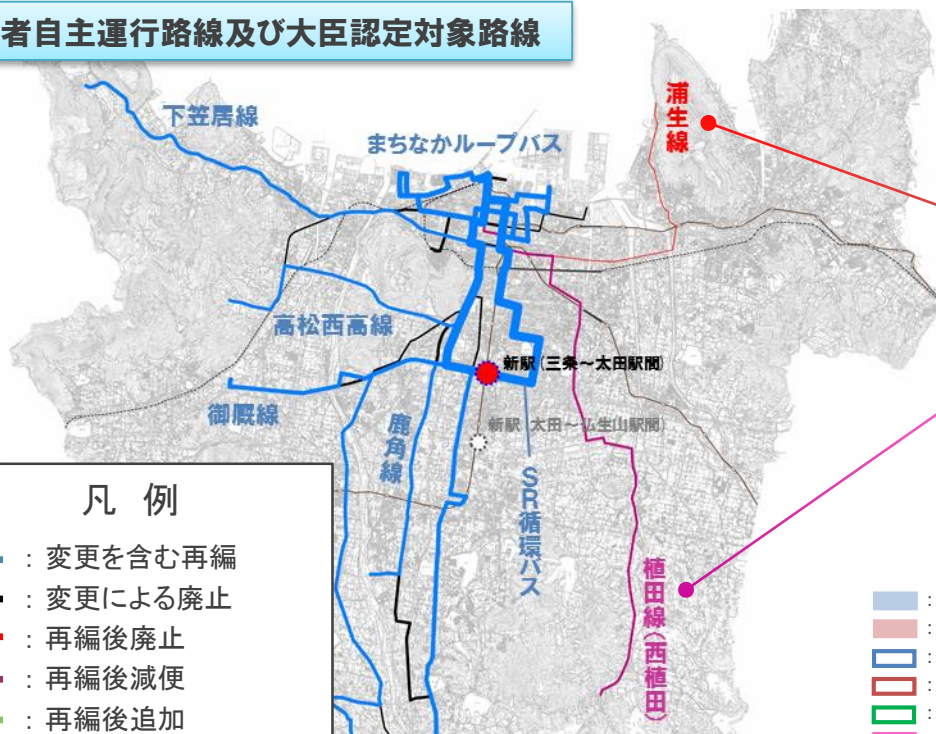 者自主運行路線及び大臣認定対象路線
下笠居線
まちなかループバス
浦生線
高松西高線
新駅(三条～太田駅間)
御厩線
鹿角線
新駅(太田～仏生山駅間)
SR循環バス
植田線(西植田)
凡 例
：変更を含む再編
：変更による廃止
：再編後廃止
：再編後減便
：再編後追加
：
：
：
：
：